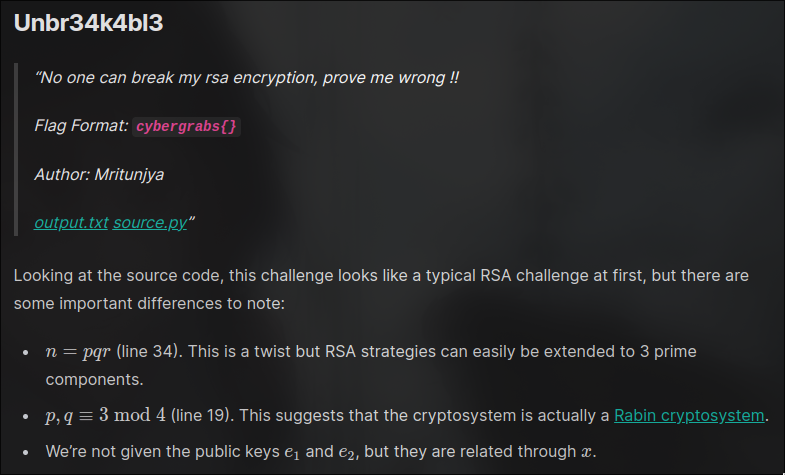 Unbr34k4bl3
“No one can break my rsa encryption, prove me wrong !!
Flag Format: cybergrabs{}
Author: Mritunjya
output.txt source.py”
Looking at the source code, this challenge looks like a typical RSA challenge at first, but there are
some important differences to note:
• n = pqr (line 34). This is a twist but RSA strategies can easily be extended to 3 prime
components.
• p, q ≡ 3 mod 4 (line 19). This suggests that the cryptosystem is actually a Rabin cryptosystem.
• We’re not given the public keys e₁ and e₂, but they are related through x.